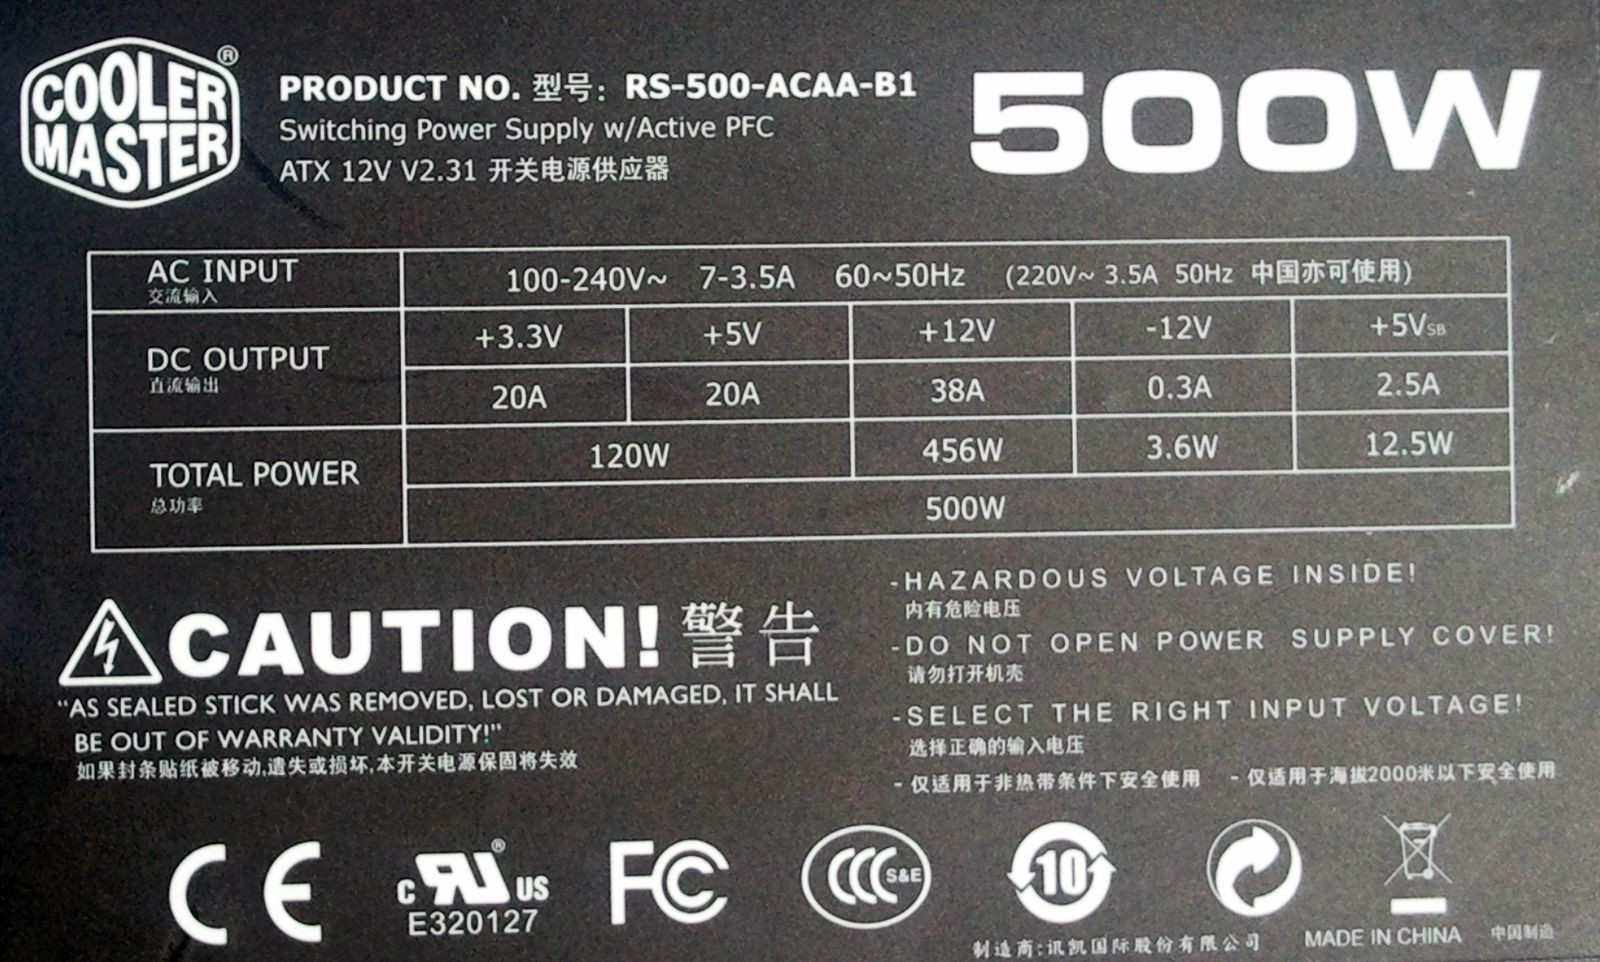 COOLER MASTER ®
PRODUCT NO. 型号: RS-500-ACAA-B1
Switching Power Supply w/Active PFC
ATX 12V V2.31 开关电源供应器
500W
AC INPUT 100-240V~ 7-3.5A 60~50Hz (220V~ 3.5A 50Hz 中国亦可使用)
交流输入
DC OUTPUT +3.3V +5V +12V -12V +5VSB
直流输出 20A 20A 38A 0.3A 2.5A
TOTAL POWER 120W 456W 3.6W 12.5W
总功率 500W
CAUTION! 警告
"AS SEALED STICK WAS REMOVED, LOST OR DAMAGED, IT SHALL
BE OUT OF WARRANTY VALIDITY!"
如果封条贴纸被移动,遗失或损坏,本开关电源保固将失效
-HAZARDOUS VOLTAGE INSIDE!
内有危险电压
-DO NOT OPEN POWER SUPPLY COVER!
请勿打开机壳
-SELECT THE RIGHT INPUT VOLTAGE!
选择正确的输入电压
- 仅适用于非热带条件下安全使用 - 仅适用于海拔2000米以下安全使用
CE
c RU ® US
E320127
FC
CCC S&E
10
制造商:讯凯国际股份有限公司
MADE IN CHINA 中国制造